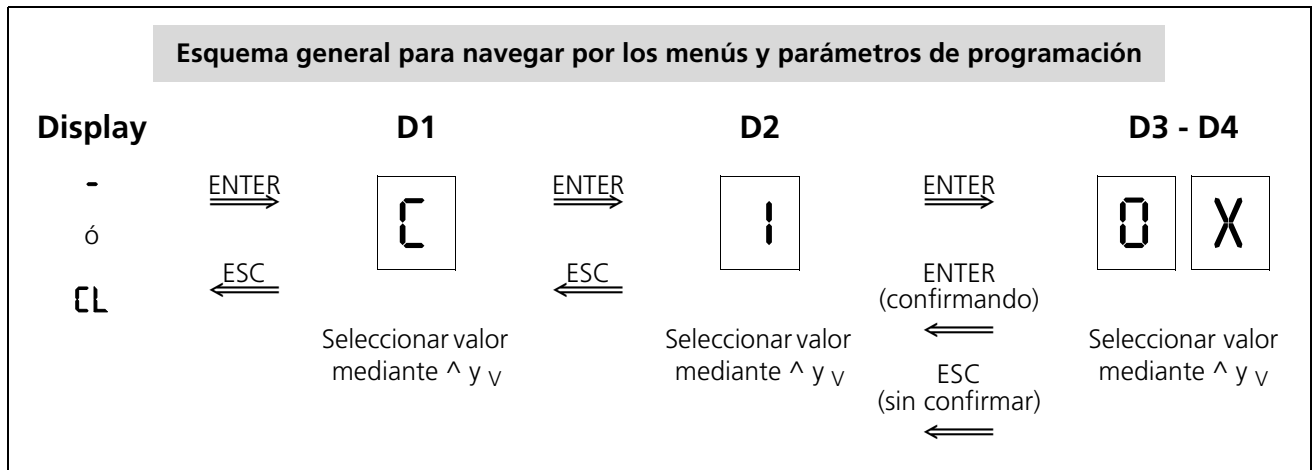 Esquema general para navegar por los menús y parámetros de programación
Display D1 D2 D3 - D4
-
ó
CL
ENTER
ESC
C
Seleccionar valor
mediante ^ y v
ENTER
ESC
1
Seleccionar valor
mediante ^ y v
ENTER
ENTER
(confirmando)
ESC
(sin confirmar)
0 X
Seleccionar valor
mediante ^ y v